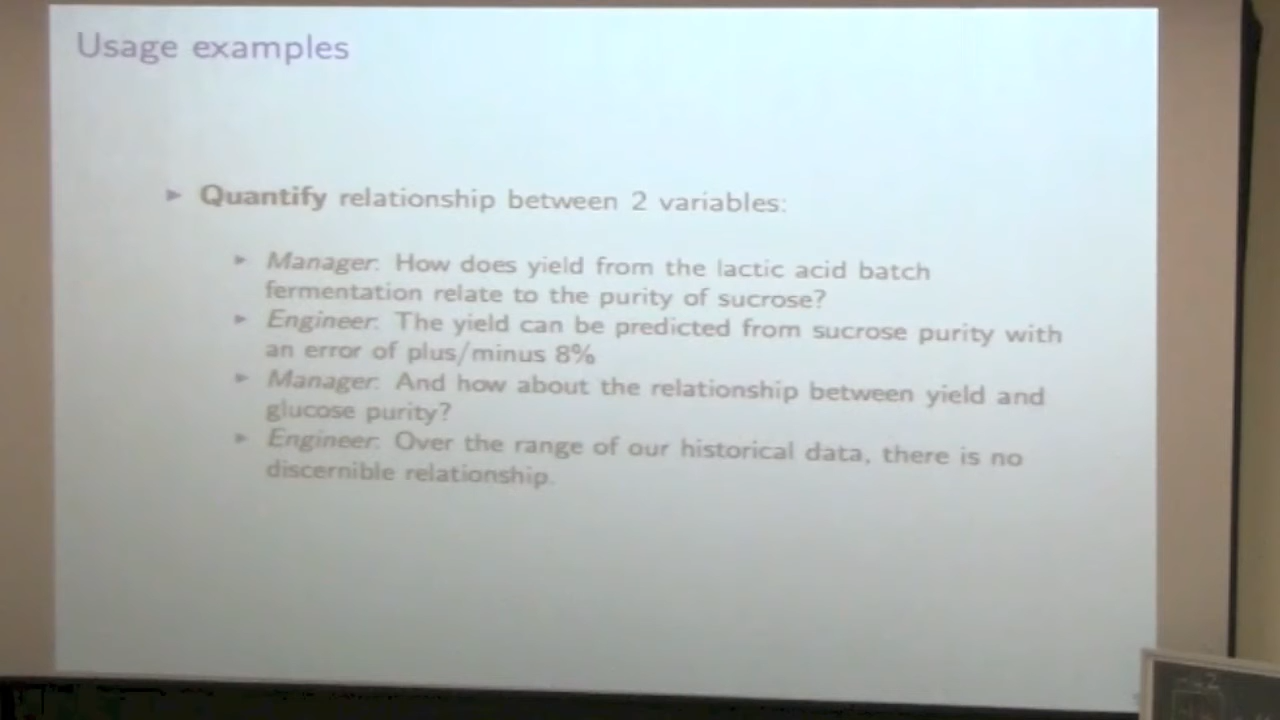 Usage examples
► Quantify relationship between 2 variables:
► Manager: How does yield from the lactic acid batch
fermentation relate to the purity of sucrose?
► Engineer: The yield can be predicted from sucrose purity with
an error of plus/minus 8%
► Manager: And how about the relationship between yield and
glucose purity?
► Engineer: Over the range of our historical data, there is no
discernible relationship.